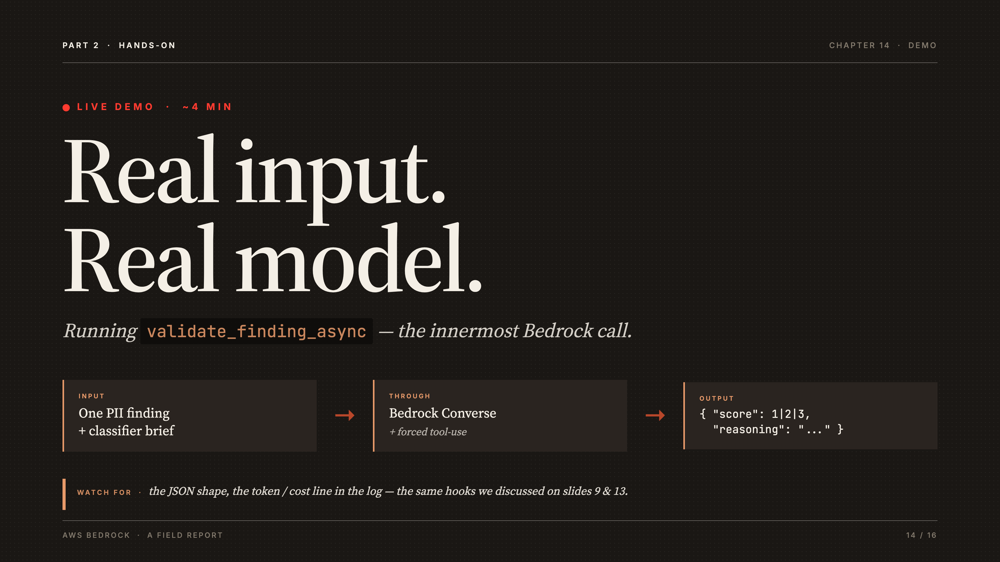 PART 2 · HANDS-ON
CHAPTER 14 · DEMO
LIVE DEMO · ~4 MIN
Real input.
Real model.
Running validate_finding_async — the innermost Bedrock call.
INPUT
One PII finding
+ classifier brief
THROUGH
Bedrock Converse
+ forced tool-use
OUTPUT
{ "score": 1|2|3,
"reasoning": "..." }
WATCH FOR · the JSON shape, the token / cost line in the log — the same hooks we discussed on slides 9 & 13.
AWS BEDROCK · A FIELD REPORT
14 / 16